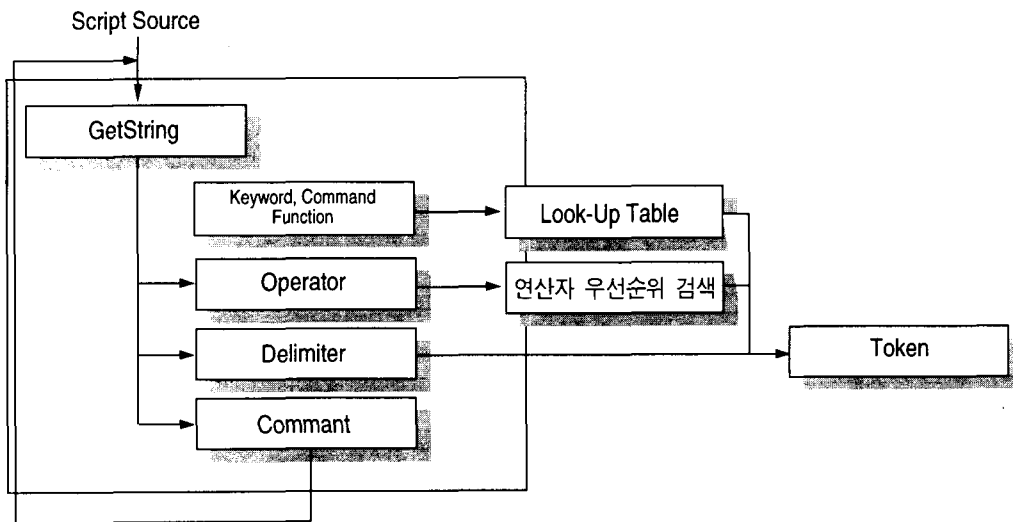 Script Source
GetString
Keyword, Command
Function
Look-Up Table
Operator
연산자 우선순위 검색
Delimiter
Token
Commant